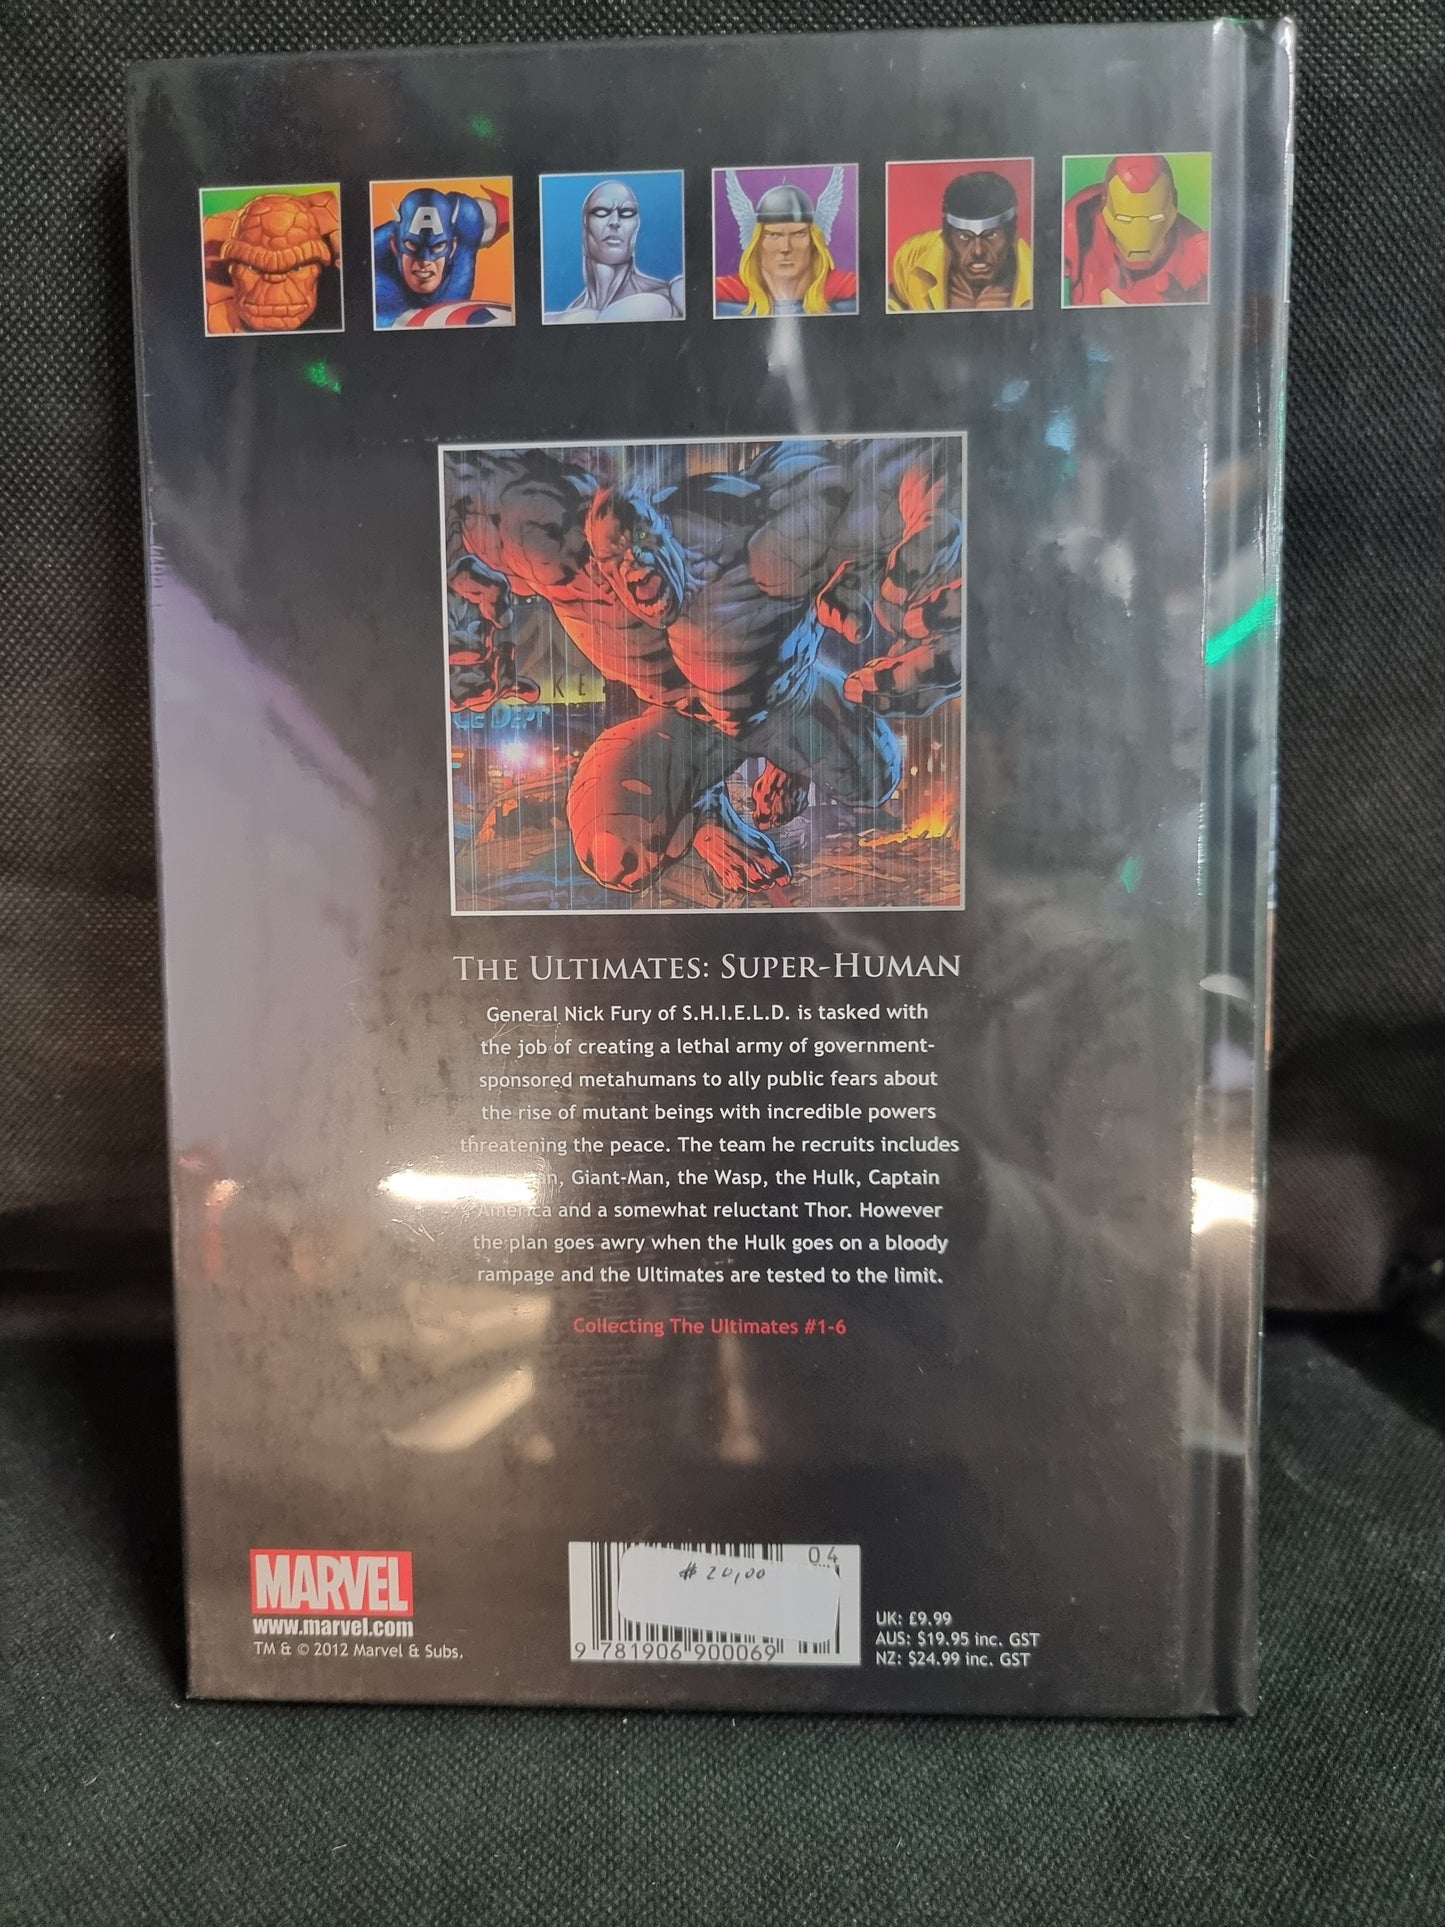 KE
CE DEPT
THE ULTIMATES: SUPER-HUMAN
General Nick Fury of S.H.I.E.L.D. is tasked with
the job of creating a lethal army of government-
sponsored metahumans to ally public fears about
the rise of mutant beings with incredible powers
threatening the peace. The team he recruits includes
Giant-Man, the Wasp, the Hulk, Captain
America and a somewhat reluctant Thor. However
the plan goes awry when the Hulk goes on a bloody
rampage and the Ultimates are tested to the limit.
Collecting The Ultimates #1-6
MARVEL
www.marvel.com
TM & © 2012 Marvel & Subs.
04
$ 20,00
9 781906 900069
UK: £9.99
AUS: $19.95 inc. GST
NZ: $24.99 inc. GST